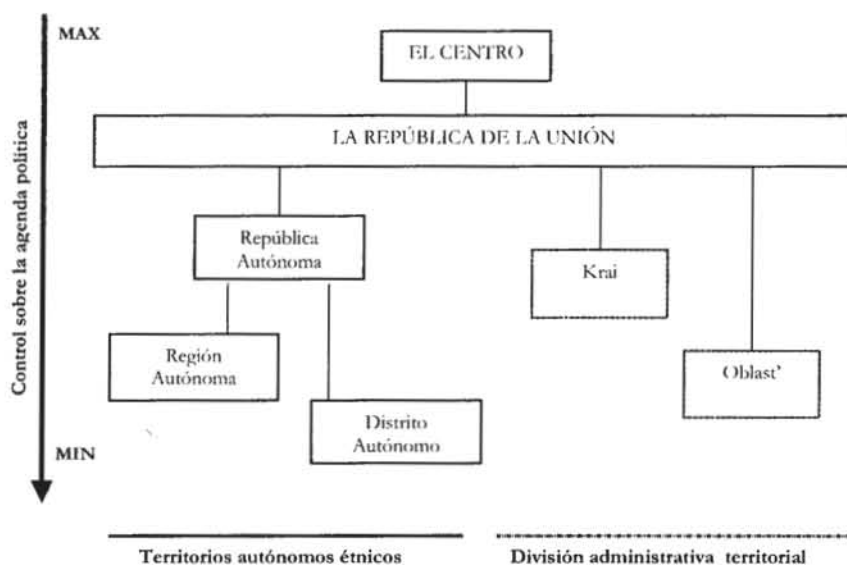 MAX
EL CENTRO
LA REPÚBLICA DE LA UNIÓN
Control sobre la agenda política
República
Autónoma
Krai
Región
Autónoma
Oblast'
Distrito
Autónomo
MIN
Territorios autónomos étnicos
División administrativa territorial